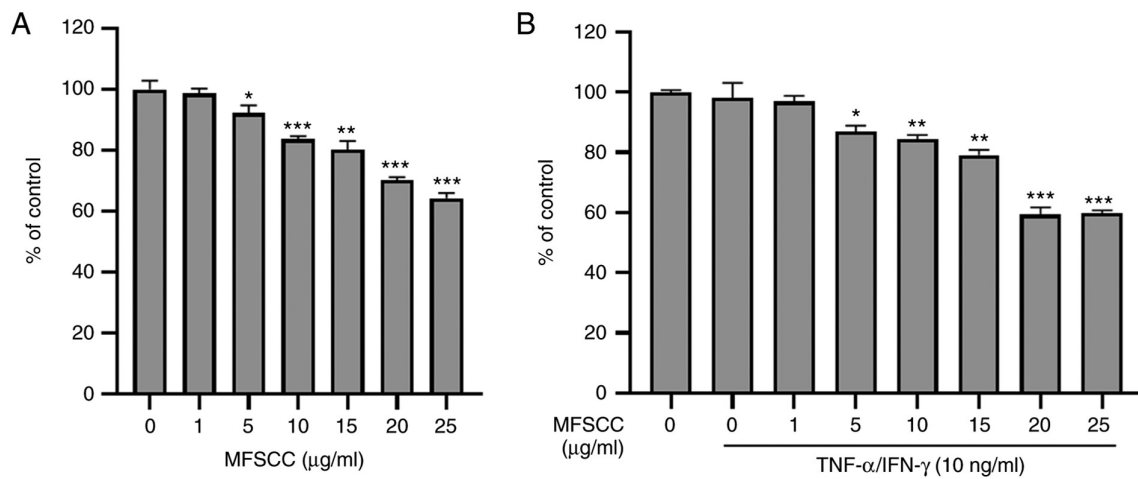 A
120
100
80
60
40
20
0
% of control
* *** ** *** ***
0 1 5 10 15 20 25
MFSCC (μg/ml)
B
120
100
80
60
40
20
0
% of control
* ** ** *** ***
MFSCC 0 0 1 5 10 15 20 25
(μg/ml)
TNF-α/IFN-γ (10 ng/ml)